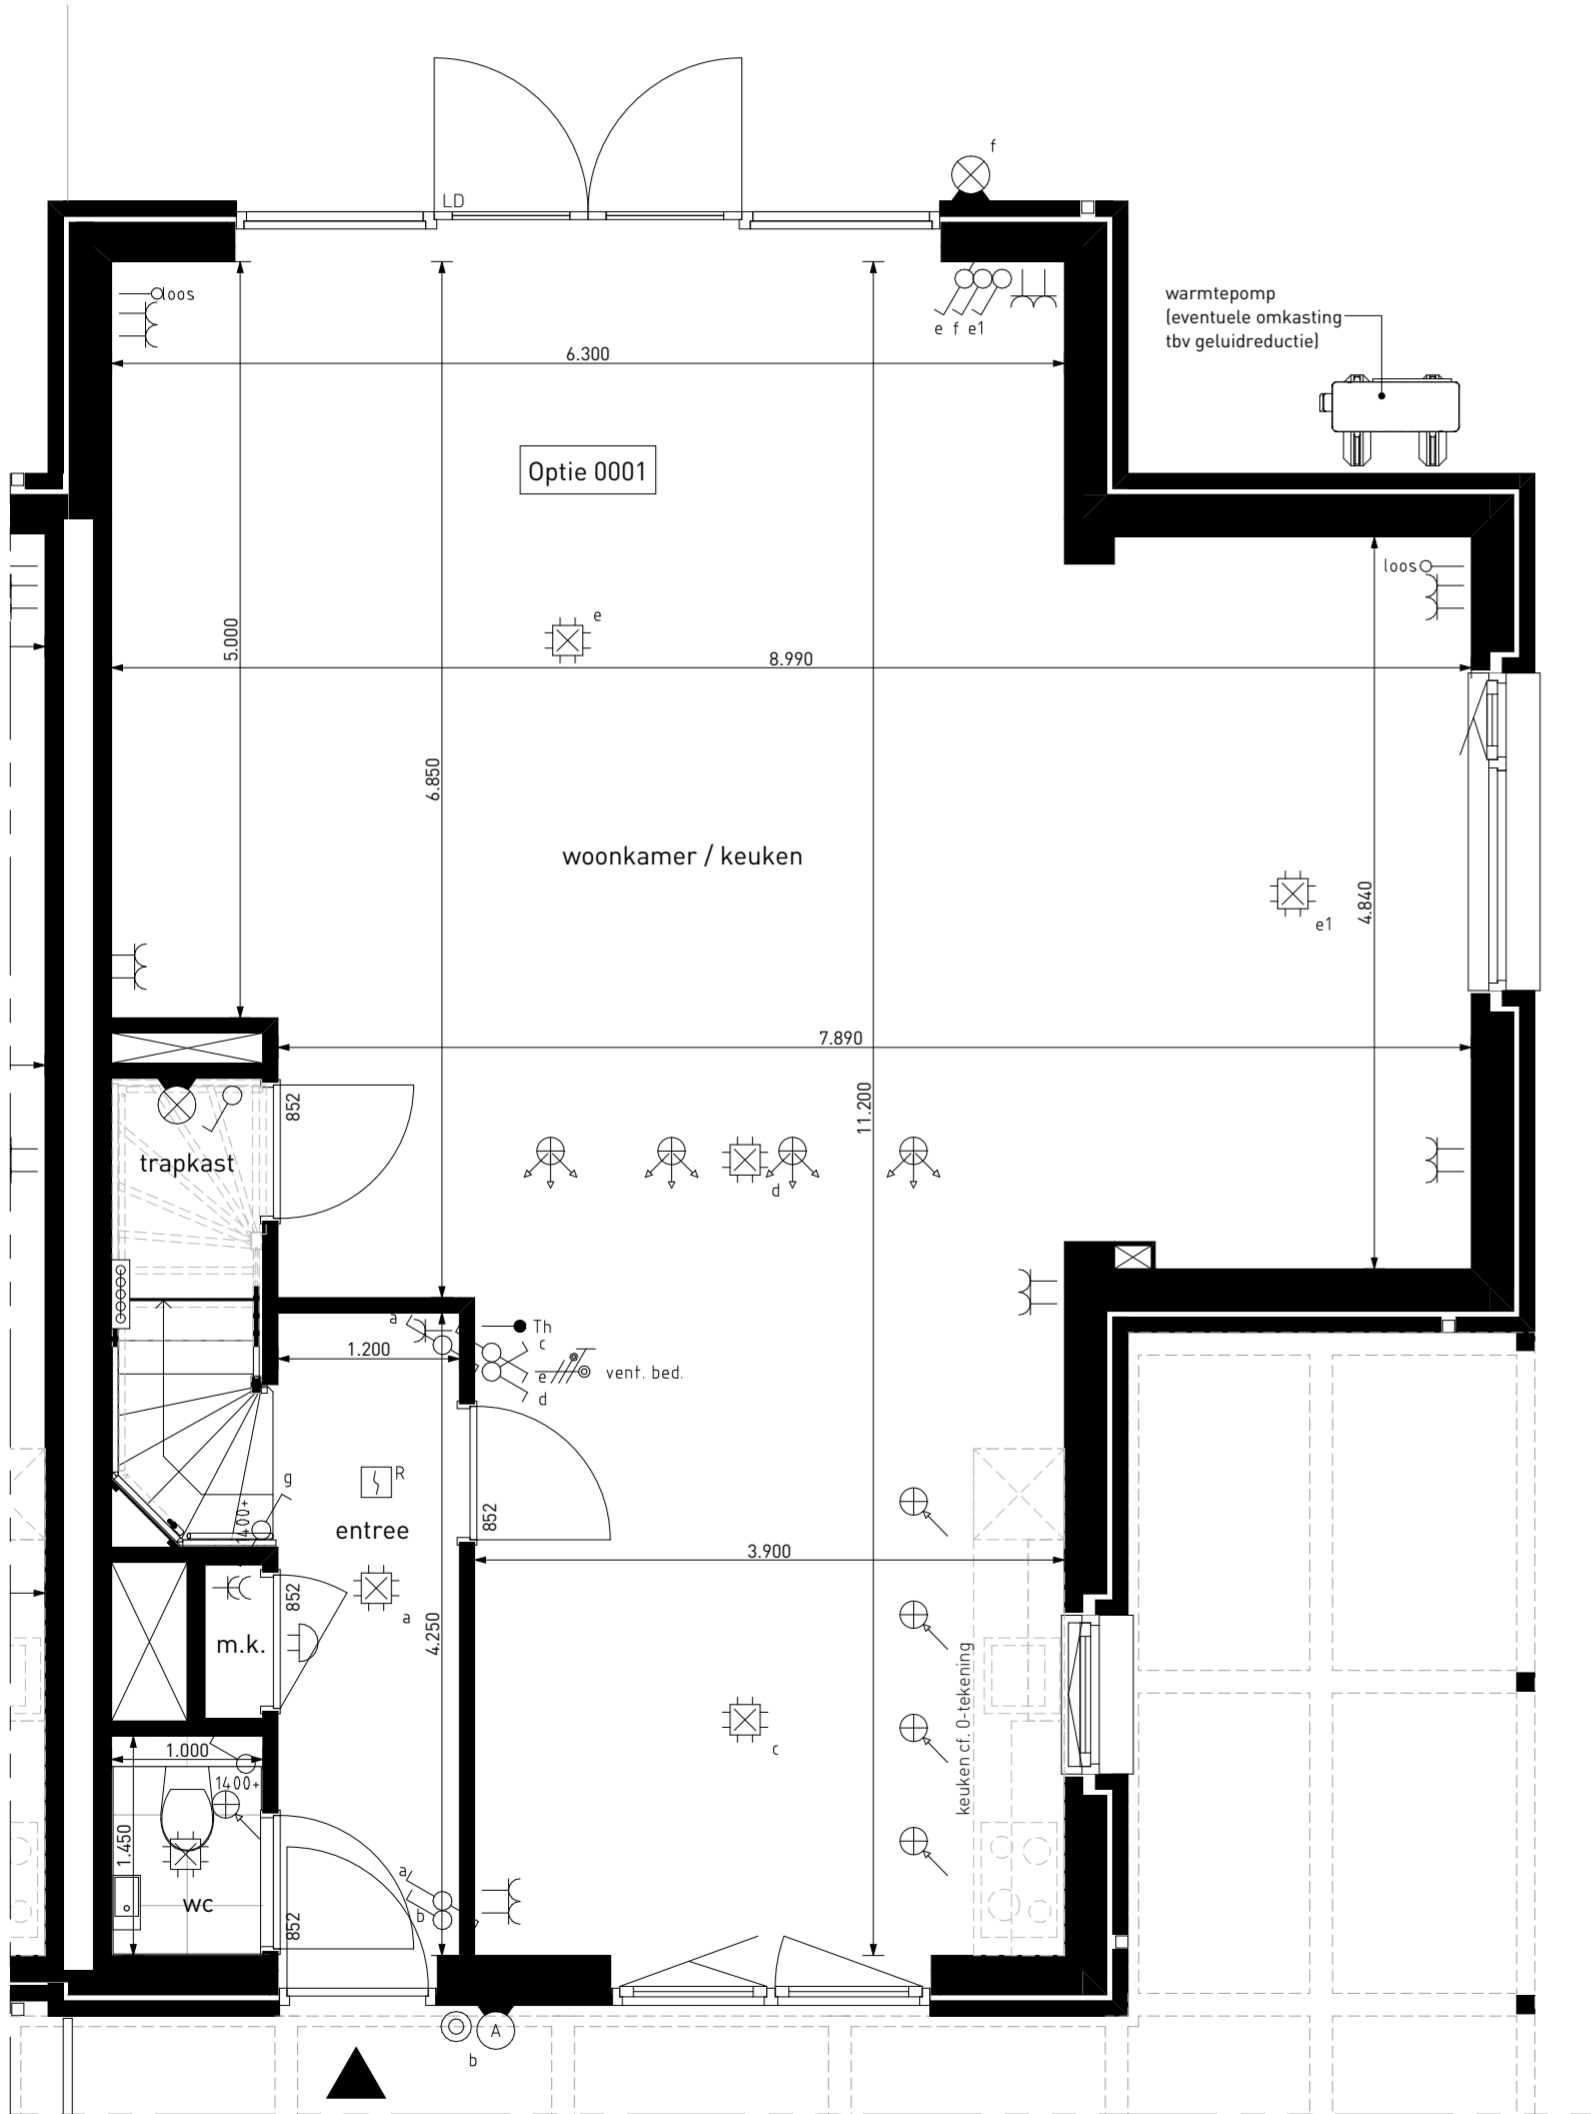 f
LD
loos
e f e1
warmtepomp
(eventuele omkasting
tbv geluidreductie)
6.300
Optie 0001
loos
e
5.000
8.990
6.850
woonkamer / keuken
4.840
e1
7.890
852
11.200
trapkast
d
a
Th
c
1.200
e
vent. bed.
d
g
R
1400+
852
entree
3.900
852
a
4.250
m.k.
keuken cf. 0-tekening
c
1.000
1400+
1.450
a
wc
b
852
A
b